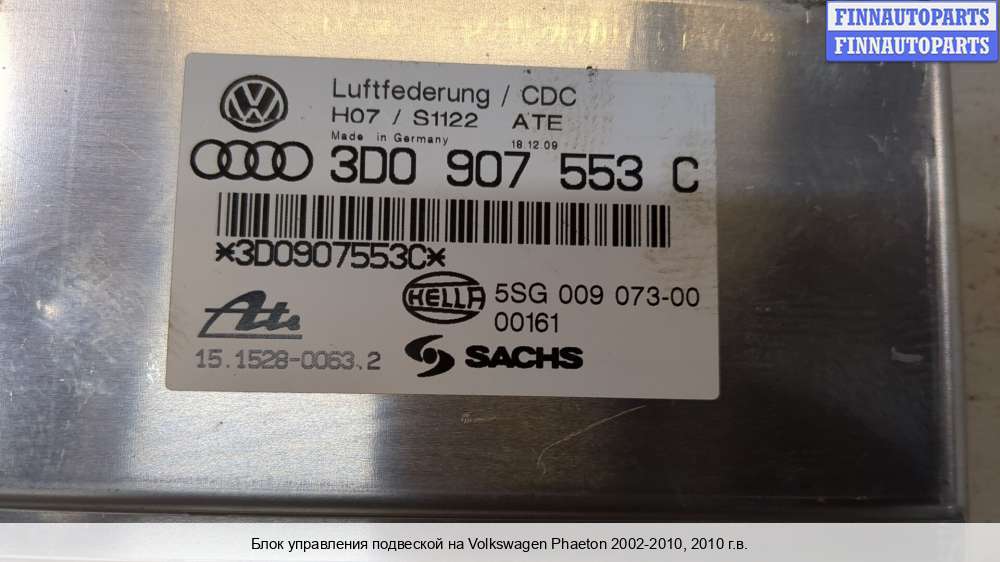 FINNAUTOPARTS
FINNAUTOPARTS
Luftfederung / CDC
H07 / S1122 ATE
Made in Germany 18.12.09
3D0 907 553 C
*3D0907553C*
HELLA 5SG 009 073-00
00161
Ate
SACHS
15.1528-0063.2
Блок управления подвеской на Volkswagen Phaeton 2002-2010, 2010 г.в.